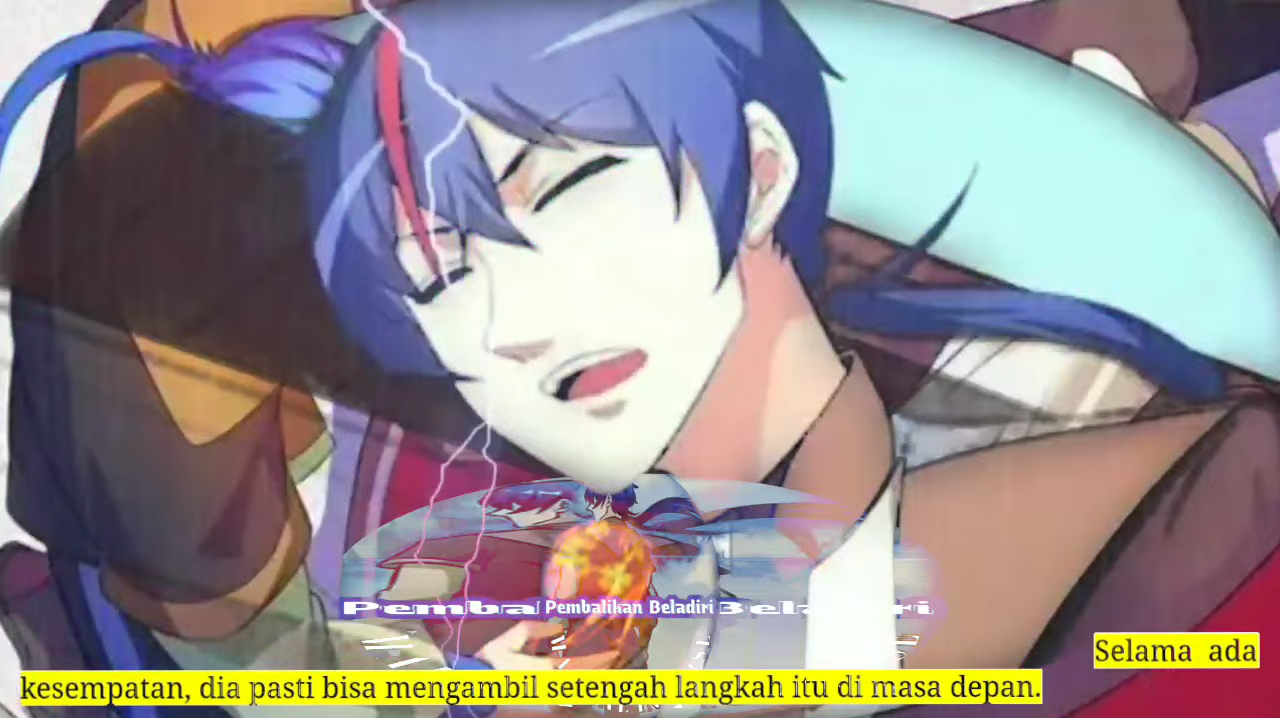 Pembalikan Beladiri
Selama ada
kesempatan, dia pasti bisa mengambil setengah langkah itu di masa depan.